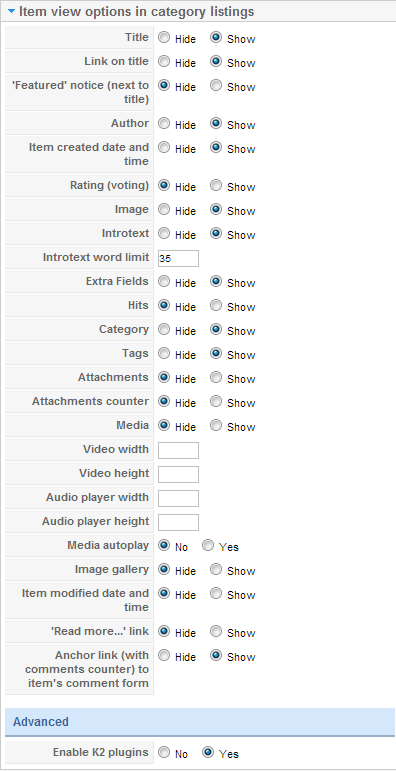 Item view options in category listings
Title Hide Show
Link on title Hide Show
'Featured' notice (next to
title) Hide Show
Author Hide Show
Item created date and
time Hide Show
Rating (voting) Hide Show
Image Hide Show
Introtext Hide Show
Introtext word limit 35
Extra Fields Hide Show
Hits Hide Show
Category Hide Show
Tags Hide Show
Attachments Hide Show
Attachments counter Hide Show
Media Hide Show
Video width
Video height
Audio player width
Audio player height
Media autoplay No Yes
Image gallery Hide Show
Item modified date and
time Hide Show
'Read more...' link Hide Show
Anchor link (with
comments counter) to
item's comment form Hide Show
Advanced
Enable K2 plugins No Yes